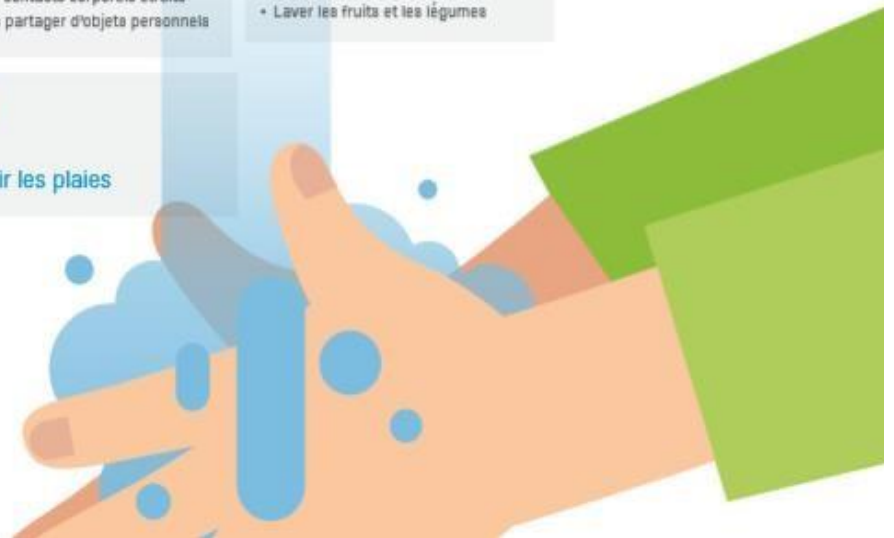 partager d'objets personnels
• Laver les fruits et les légumes
ir les plaies